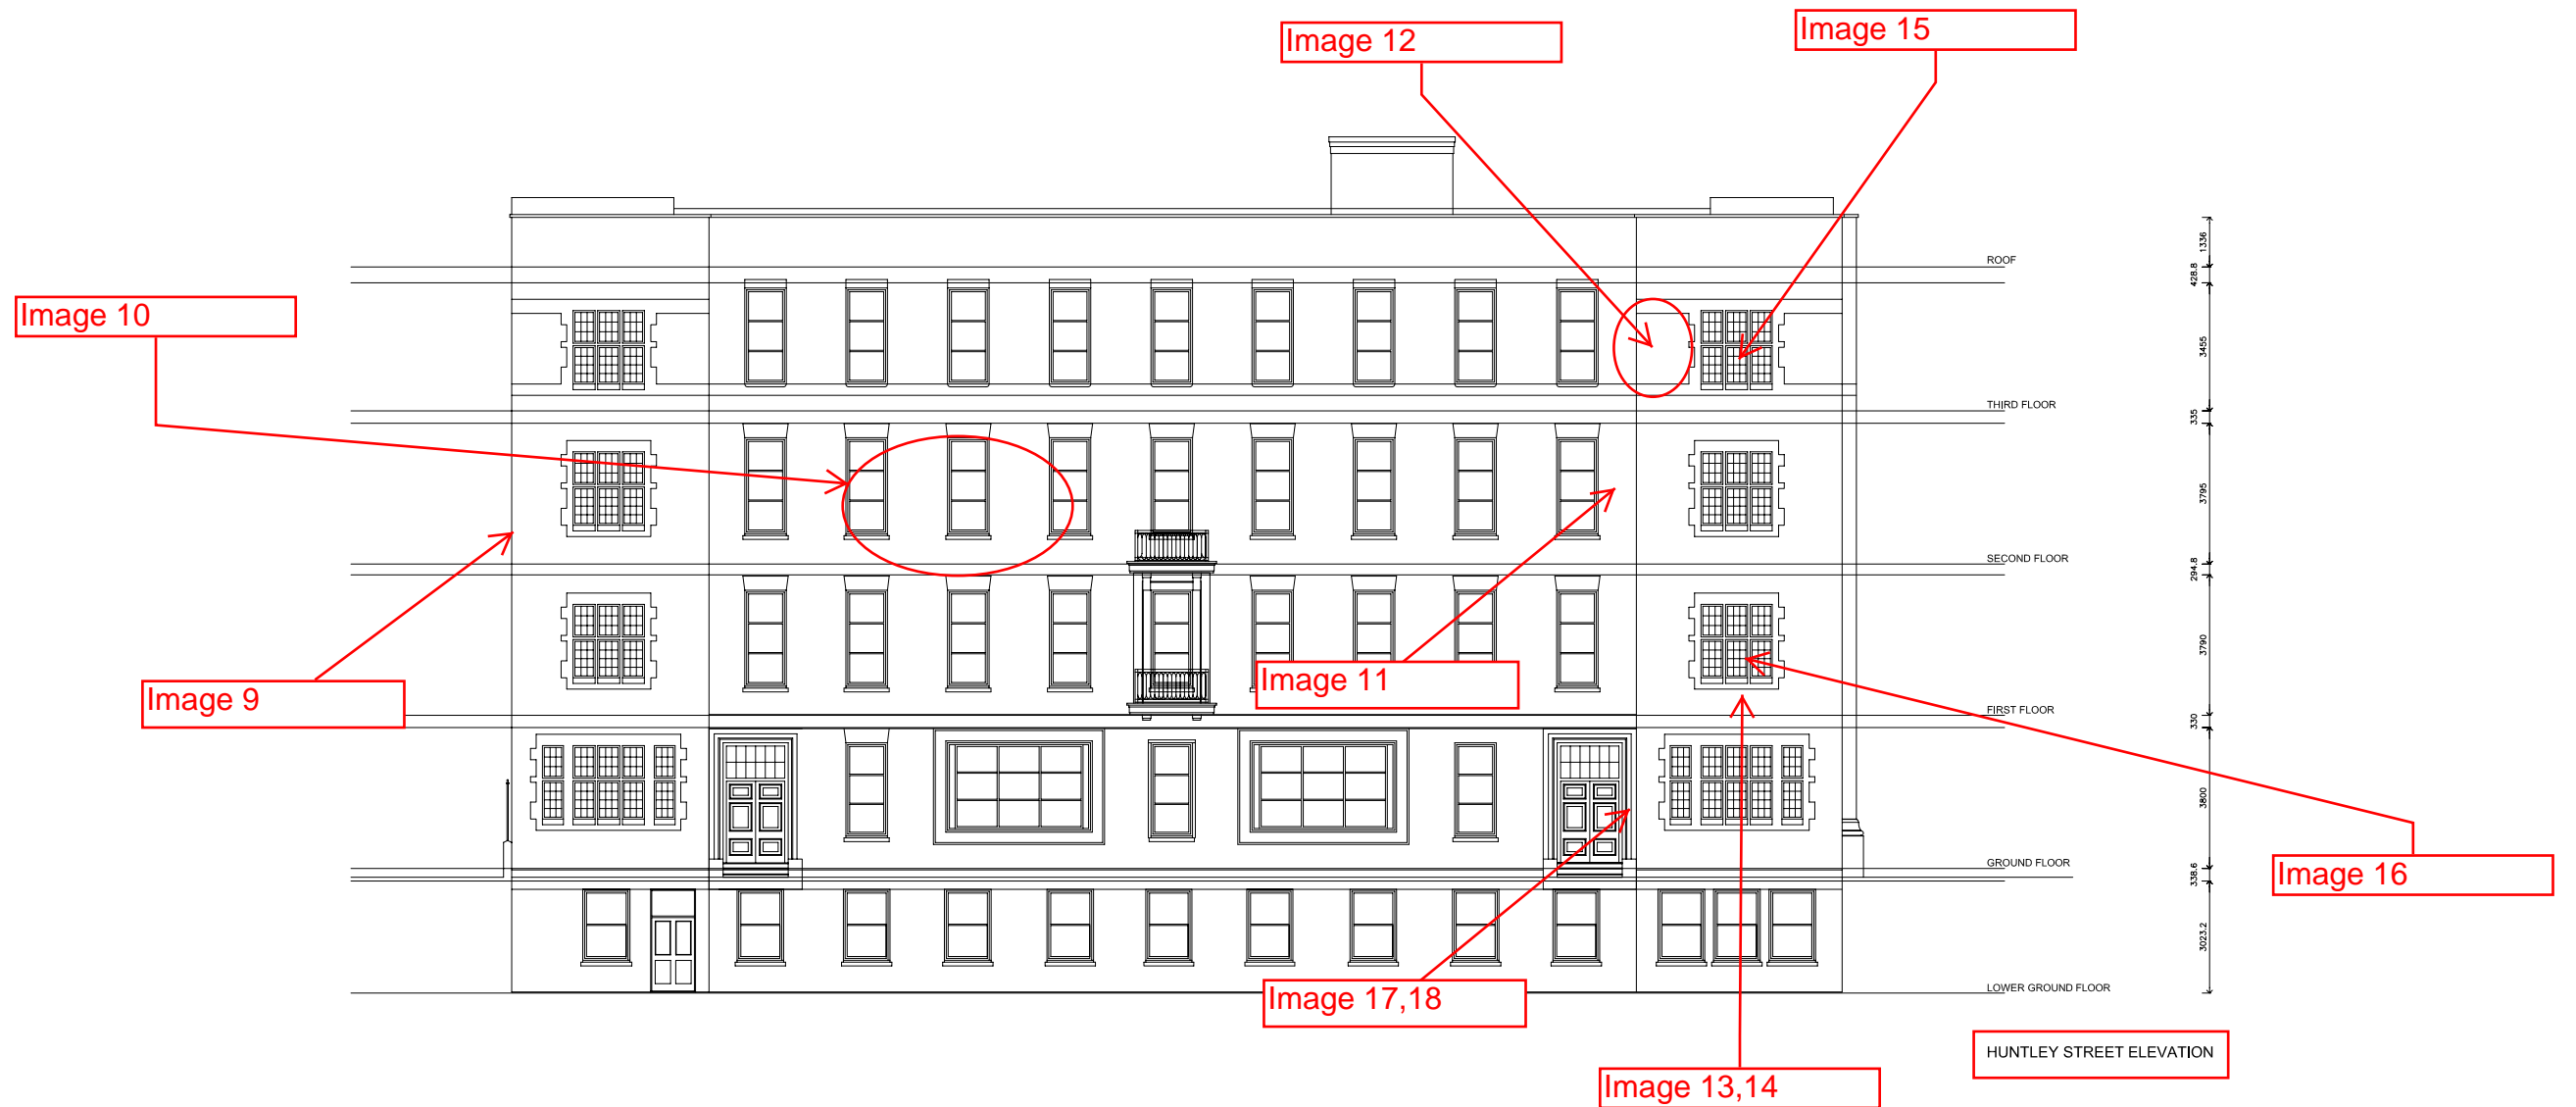 Image 12
Image 15
1336
ROOF
428.8
Image 10
3455
THIRD FLOOR
335
3795
SECOND FLOOR
294.8
3790
Image 11
Image 9
FIRST FLOOR
330
3800
GROUND FLOOR
338.6
Image 16
3023.2
Image 17,18
LOWER GROUND FLOOR
HUNTLEY STREET ELEVATION
Image 13,14